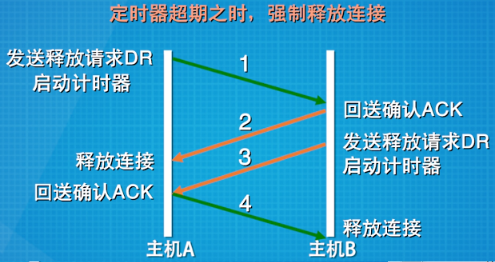 定时器超期之时，强制释放连接
发送释放请求DR
启动计时器
1
回送确认ACK
2
发送释放请求DR
启动计时器
释放连接
3
回送确认ACK
4
释放连接
主机A
主机B